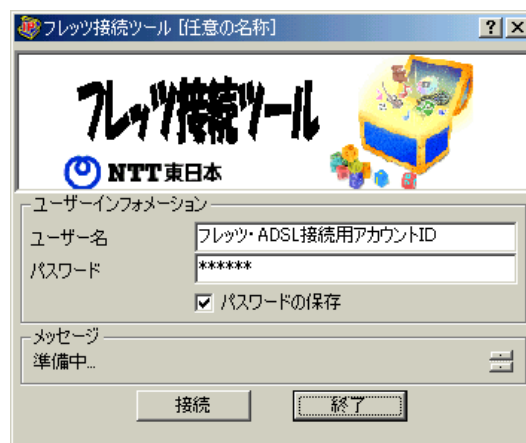 フレッツ接続ツール [任意の名称]
フレッツ接続ツール
NTT東日本
ユーザーインフォメーション
ユーザー名 フレッツ・ADSL接続用アカウントID
パスワード ******
パスワードの保存
メッセージ
準備中...
接続 終了